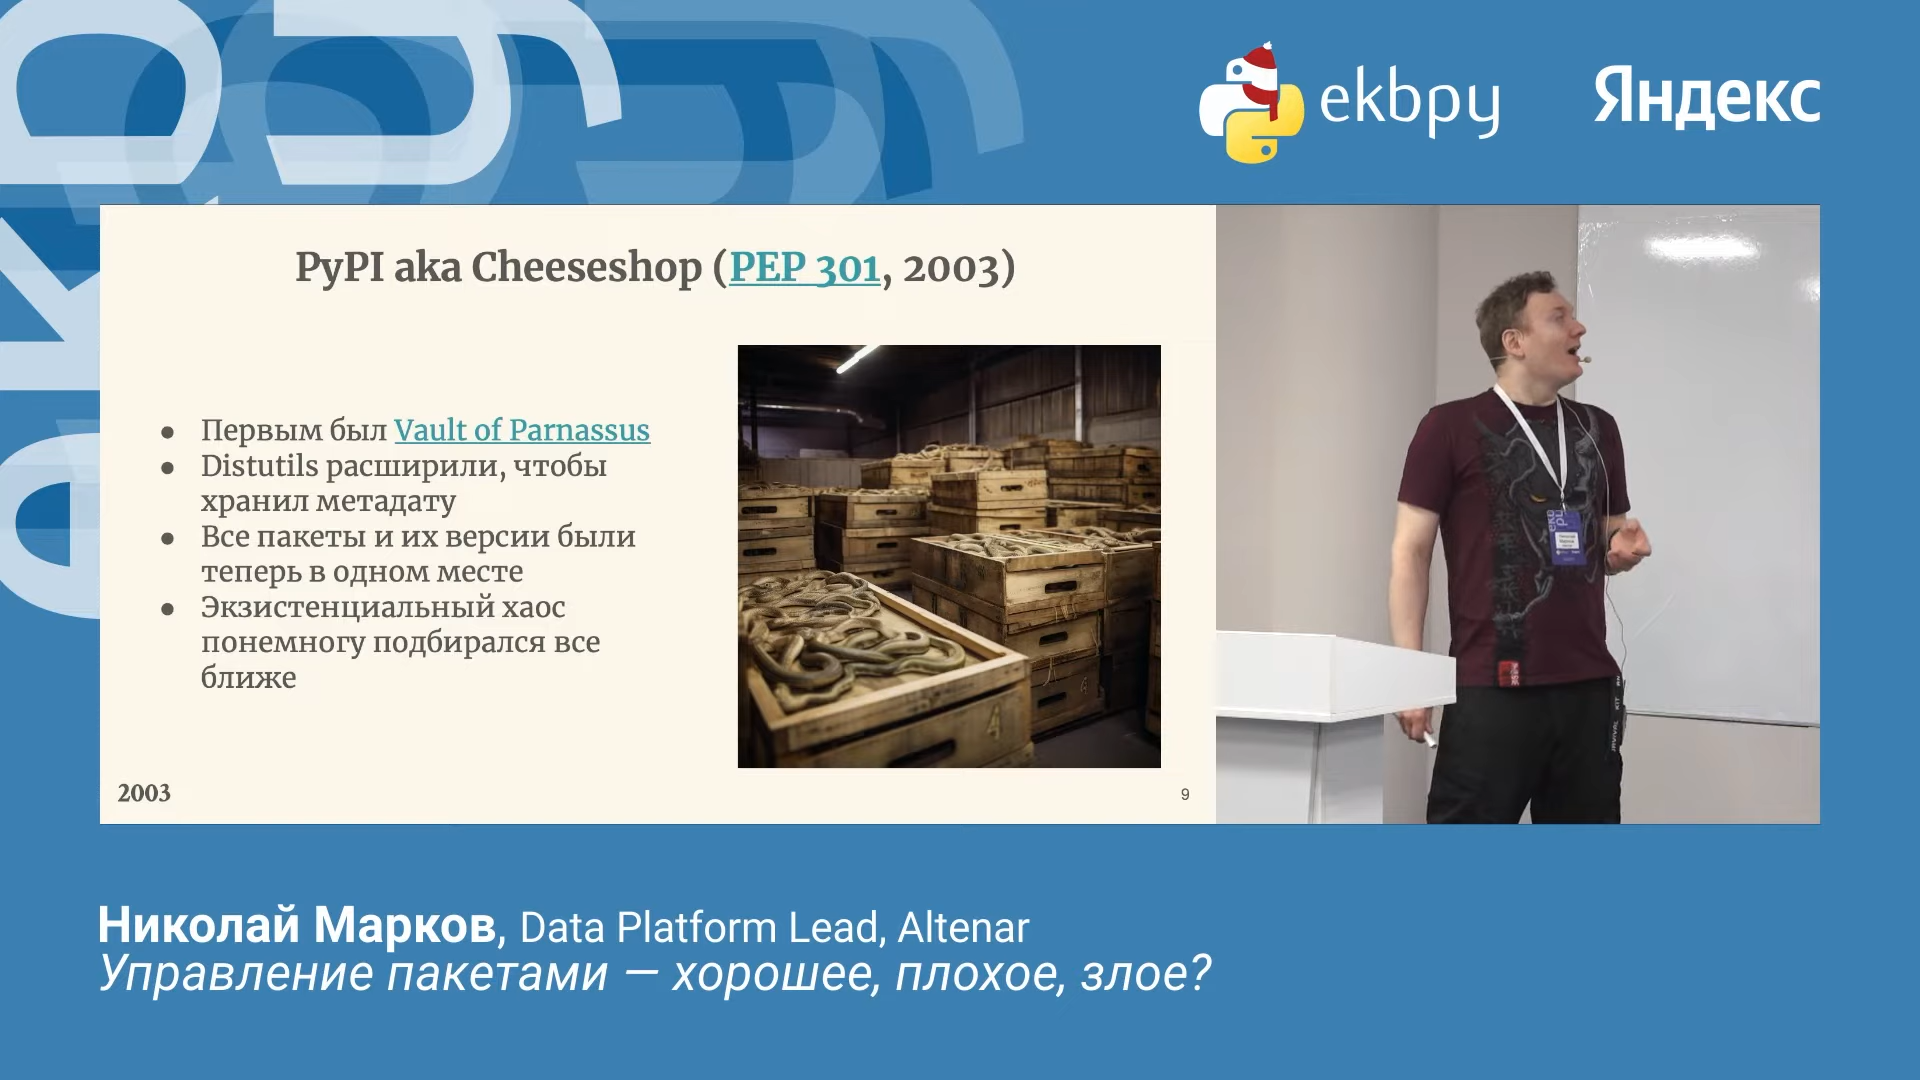 ekbpy
Яндекс
PyPI aka Cheeseshop (PEP 301, 2003)
● Первым был Vault of Parnassus
● Distutils расширили, чтобы
хранил метадату
● Все пакеты и их версии были
теперь в одном месте
● Экзистенциальный хаос
понемногу подбирался все
ближе
2003
9
Николай Марков, Data Platform Lead, Altenar
Управление пакетами — хорошее, плохое, злое?